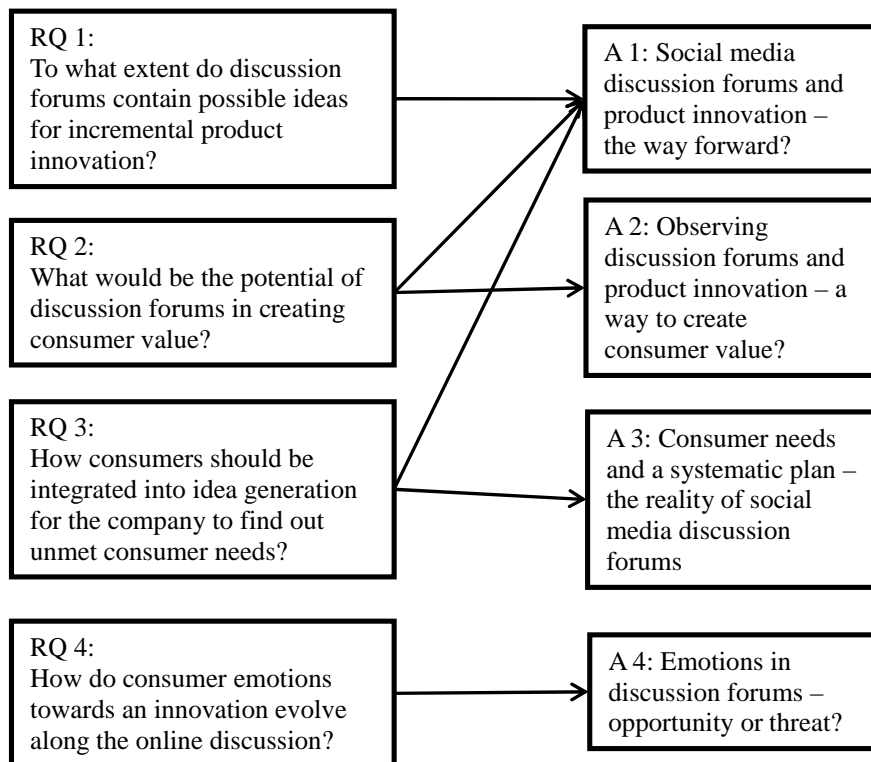 RQ 1:
To what extent do discussion
forums contain possible ideas
for incremental product
innovation?
A 1: Social media
discussion forums and
product innovation –
the way forward?
RQ 2:
What would be the potential of
discussion forums in creating
consumer value?
A 2: Observing
discussion forums and
product innovation – a
way to create
consumer value?
RQ 3:
How consumers should be
integrated into idea generation
for the company to find out
unmet consumer needs?
A 3: Consumer needs
and a systematic plan –
the reality of social
media discussion
forums
RQ 4:
How do consumer emotions
towards an innovation evolve
along the online discussion?
A 4: Emotions in
discussion forums –
opportunity or threat?